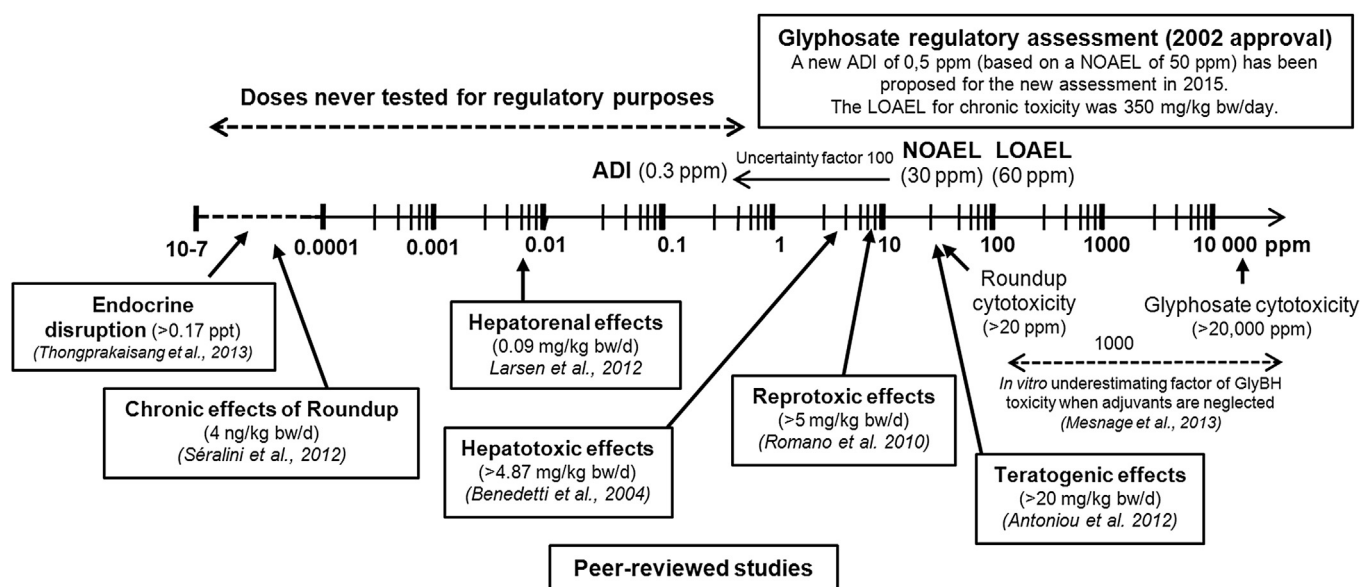 Glyphosate regulatory assessment (2002 approval)
A new ADI of 0,5 ppm (based on a NOAEL of 50 ppm) has been
proposed for the new assessment in 2015.
The LOAEL for chronic toxicity was 350 mg/kg bw/day.
Doses never tested for regulatory purposes
ADI (0.3 ppm)
Uncertainty factor 100
NOAEL
(30 ppm)
LOAEL
(60 ppm)
10-7 0.0001 0.001 0.01 0.1 1 10 100 1000 10 000 ppm
Endocrine
disruption (>0.17 ppt)
(Thongprakaisang et al., 2013)
Chronic effects of Roundup
(4 ng/kg bw/d)
(Séralini et al., 2012)
Hepatorenal effects
(0.09 mg/kg bw/d)
Larsen et al., 2012
Hepatotoxic effects
(>4.87 mg/kg bw/d)
(Benedetti et al., 2004)
Reprotoxic effects
(>5 mg/kg bw/d)
(Romano et al. 2010)
Teratogenic effects
(>20 mg/kg bw/d)
(Antoniou et al. 2012)
Roundup
cytotoxicity
(>20 ppm)
Glyphosate cytotoxicity
(>20,000 ppm)
1000
In vitro underestimating factor of GlyBH
toxicity when adjuvants are neglected
(Mesnage et al., 2013)
Peer-reviewed studies